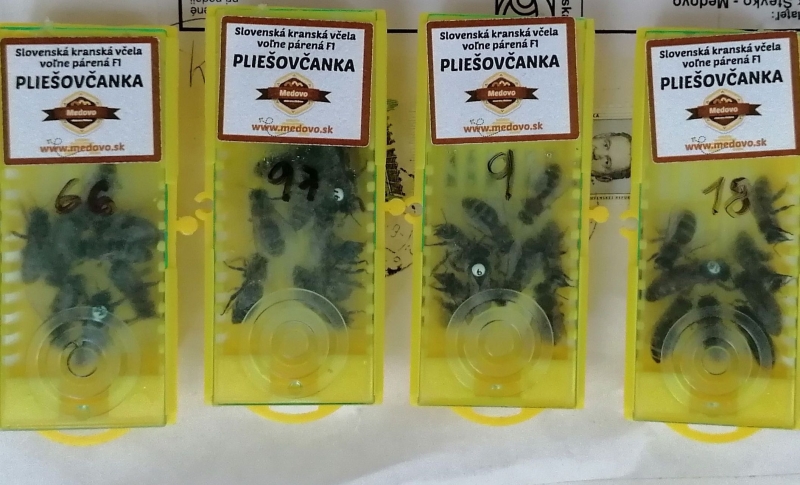 Slovenská kranská včela
voľne párená F1
PLIEŠOVČANKA
Medovo
www.medovo.sk
66
Slovenská kranská včela
voľne párená F1
PLIEŠOVČANKA
Medovo
www.medovo.sk
97
Slovenská kranská včela
voľne párená F1
PLIEŠOVČANKA
Medovo
www.medovo.sk
9
Slovenská kranská včela
voľne párená F1
PLIEŠOVČANKA
Medovo
www.medovo.sk
18
Števko - Medovo